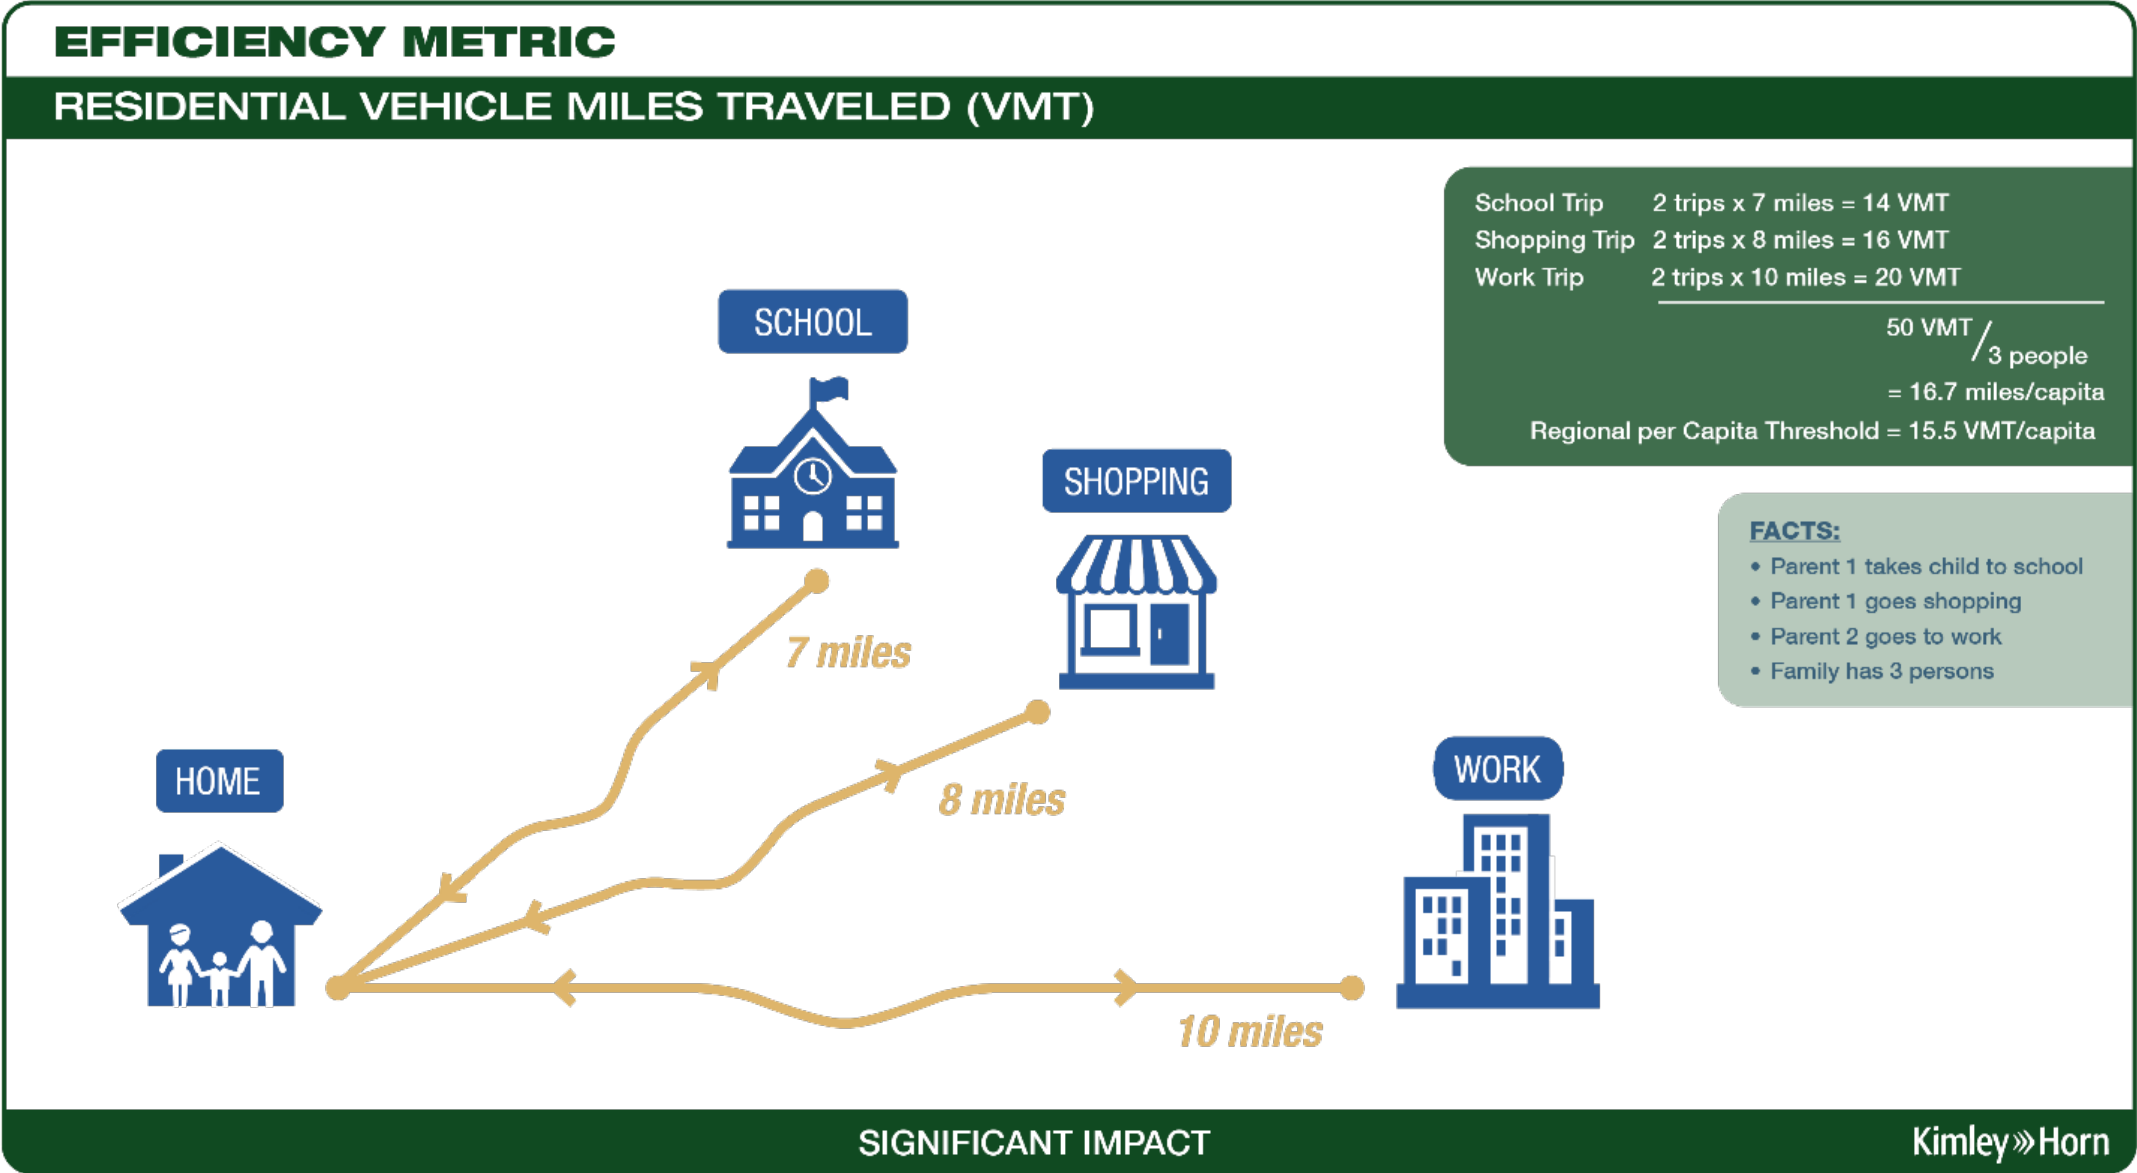 EFFICIENCY METRIC
RESIDENTIAL VEHICLE MILES TRAVELED (VMT)
School Trip 2 trips x 7 miles = 14 VMT
Shopping Trip 2 trips x 8 miles = 16 VMT
Work Trip 2 trips x 10 miles = 20 VMT
50 VMT/
3 people
= 16.7 miles/capita
Regional per Capita Threshold = 15.5 VMT/capita
FACTS:
• Parent 1 takes child to school
• Parent 1 goes shopping
• Parent 2 goes to work
• Family has 3 persons
SCHOOL
SHOPPING
7 miles
HOME
8 miles
WORK
10 miles
SIGNIFICANT IMPACT
Kimley»Horn